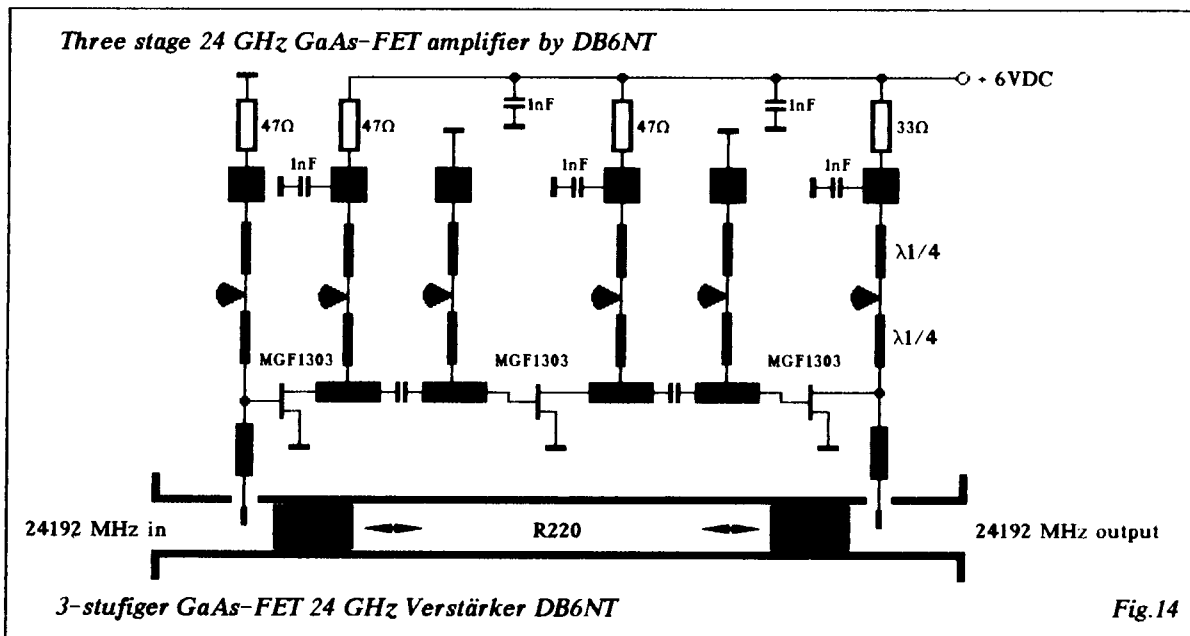 Three stage 24 GHz GaAs-FET amplifier by DB6NT
+ 6VDC
1nF
1nF
47Ω
47Ω
47Ω
33Ω
1nF
1nF
1nF
λ1/4
λ1/4
MGF1303
MGF1303
MGF1303
24192 MHz in
R220
24192 MHz output
3-stufiger GaAs-FET 24 GHz Verstärker DB6NT
Fig.14